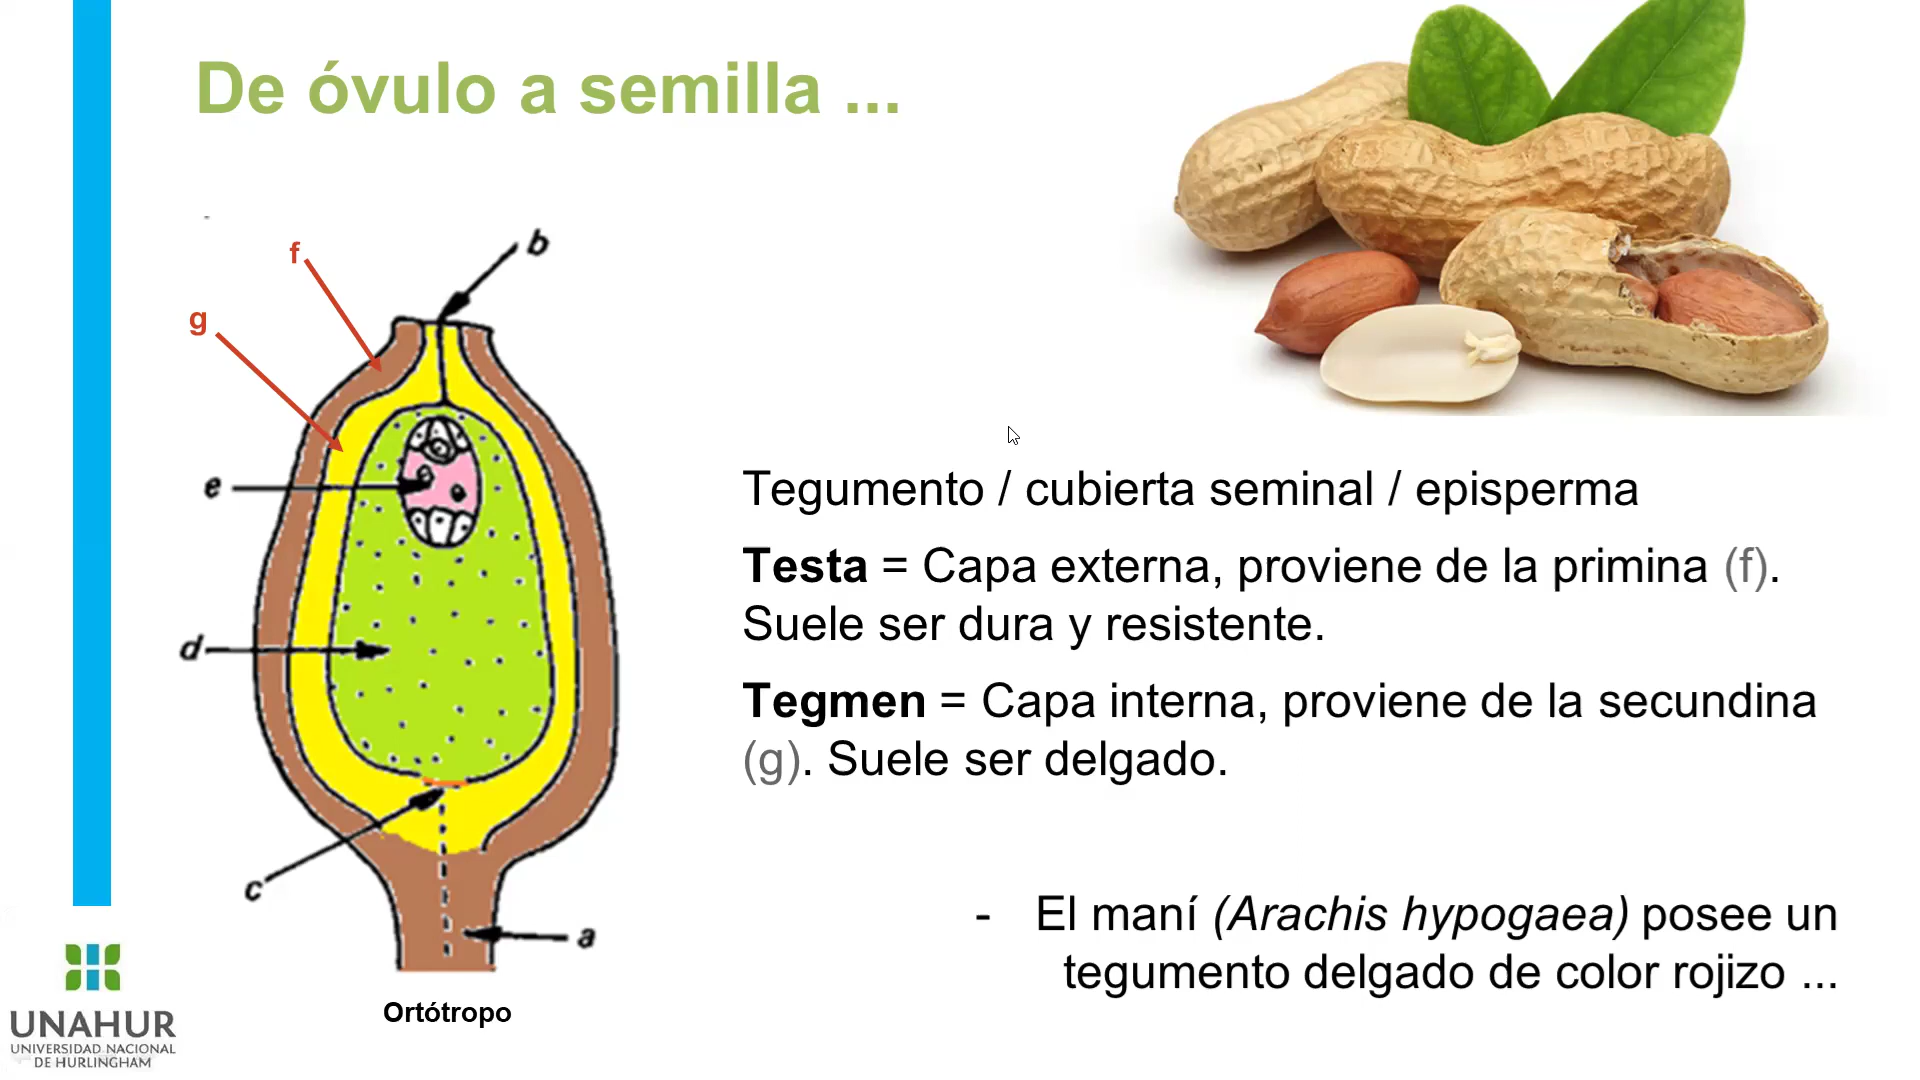 De óvulo a semilla ...
b
f
g
e
d
c
a
Ortótropo
Tegumento / cubierta seminal / episperma
Testa = Capa externa, proviene de la primina (f).
Suele ser dura y resistente.
Tegmen = Capa interna, proviene de la secundina
(g). Suele ser delgado.
- El maní (Arachis hypogaea) posee un
tegumento delgado de color rojizo ...
UNAHUR
UNIVERSIDAD NACIONAL
DE HURLINGHAM